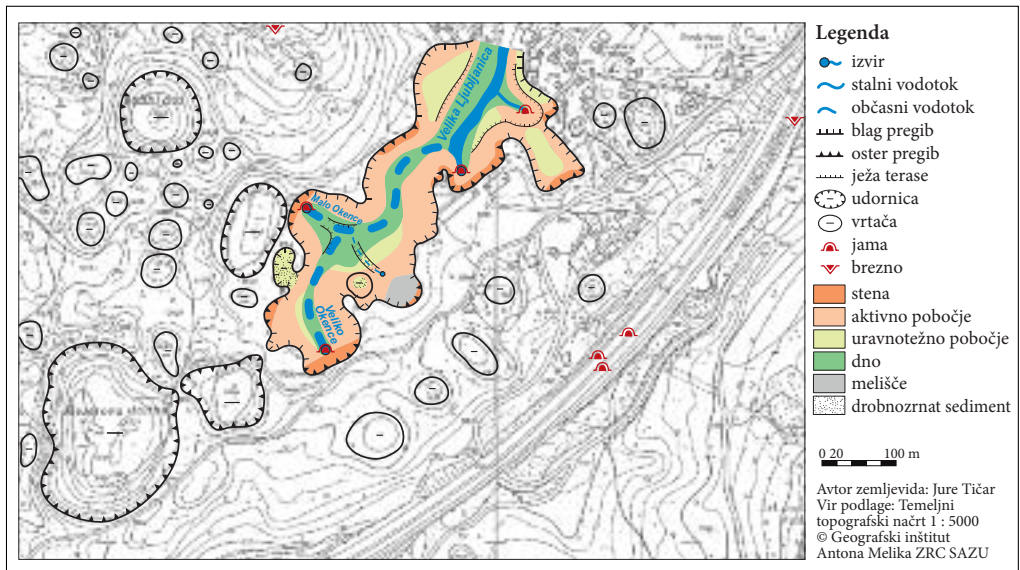 Velika Ljubljanica
Malo Okence
Veliko
Okence
Legenda
izvir
stalni vodotok
občasni vodotok
blag pregib
oster pregib
ježa terase
udornica
vrtača
jama
brezno
stena
aktivno pobočje
uravnotežno pobočje
dno
melišče
drobnozrnat sediment
0 20 100 m
Avtor zemljevida: Jure Tičar
Vir podlage: Temeljni
topografski načrt 1 : 5000
© Geografski inštitut
Antona Melika ZRC SAZU